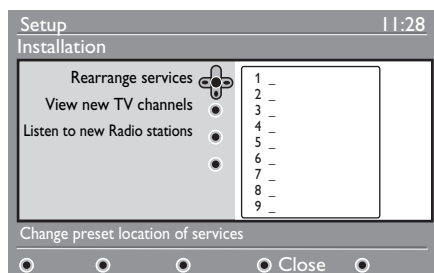 Setup 11:28
Installation
Rearrange services
View new TV channels
Listen to new Radio stations
1 _
2 _
3 _
4 _
5 _
6 _
7 _
8 _
9 _
Change preset location of services
Close